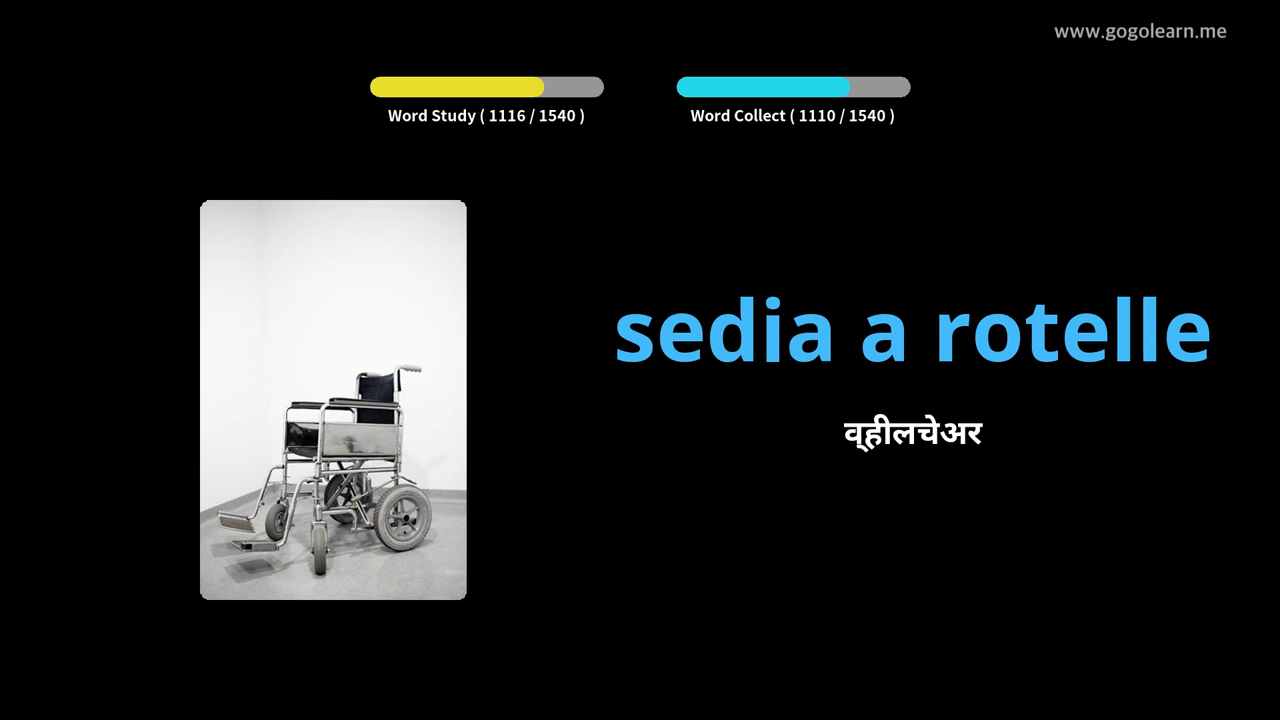 www.gogolearn.me
Word Study ( 1116 / 1540 )
Word Collect ( 1110 / 1540 )
sedia a rotelle
व्हीलचेअर